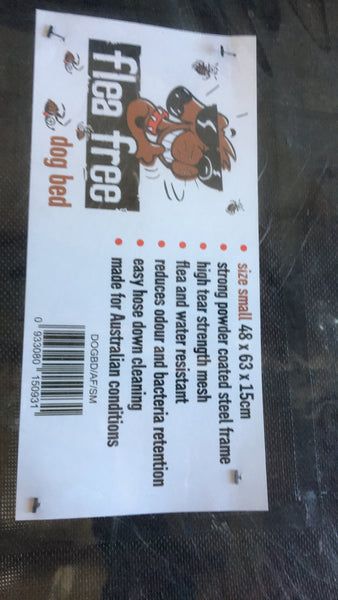 flea free
dog bed
size small 48 x 63 x 15cm
strong powder coated steel frame
high tear strength mesh
flea and water resistant
reduces odour and bacteria retention
easy hose down cleaning
made for Australian conditions
DOGBD/AF/SM
0 933080 150931